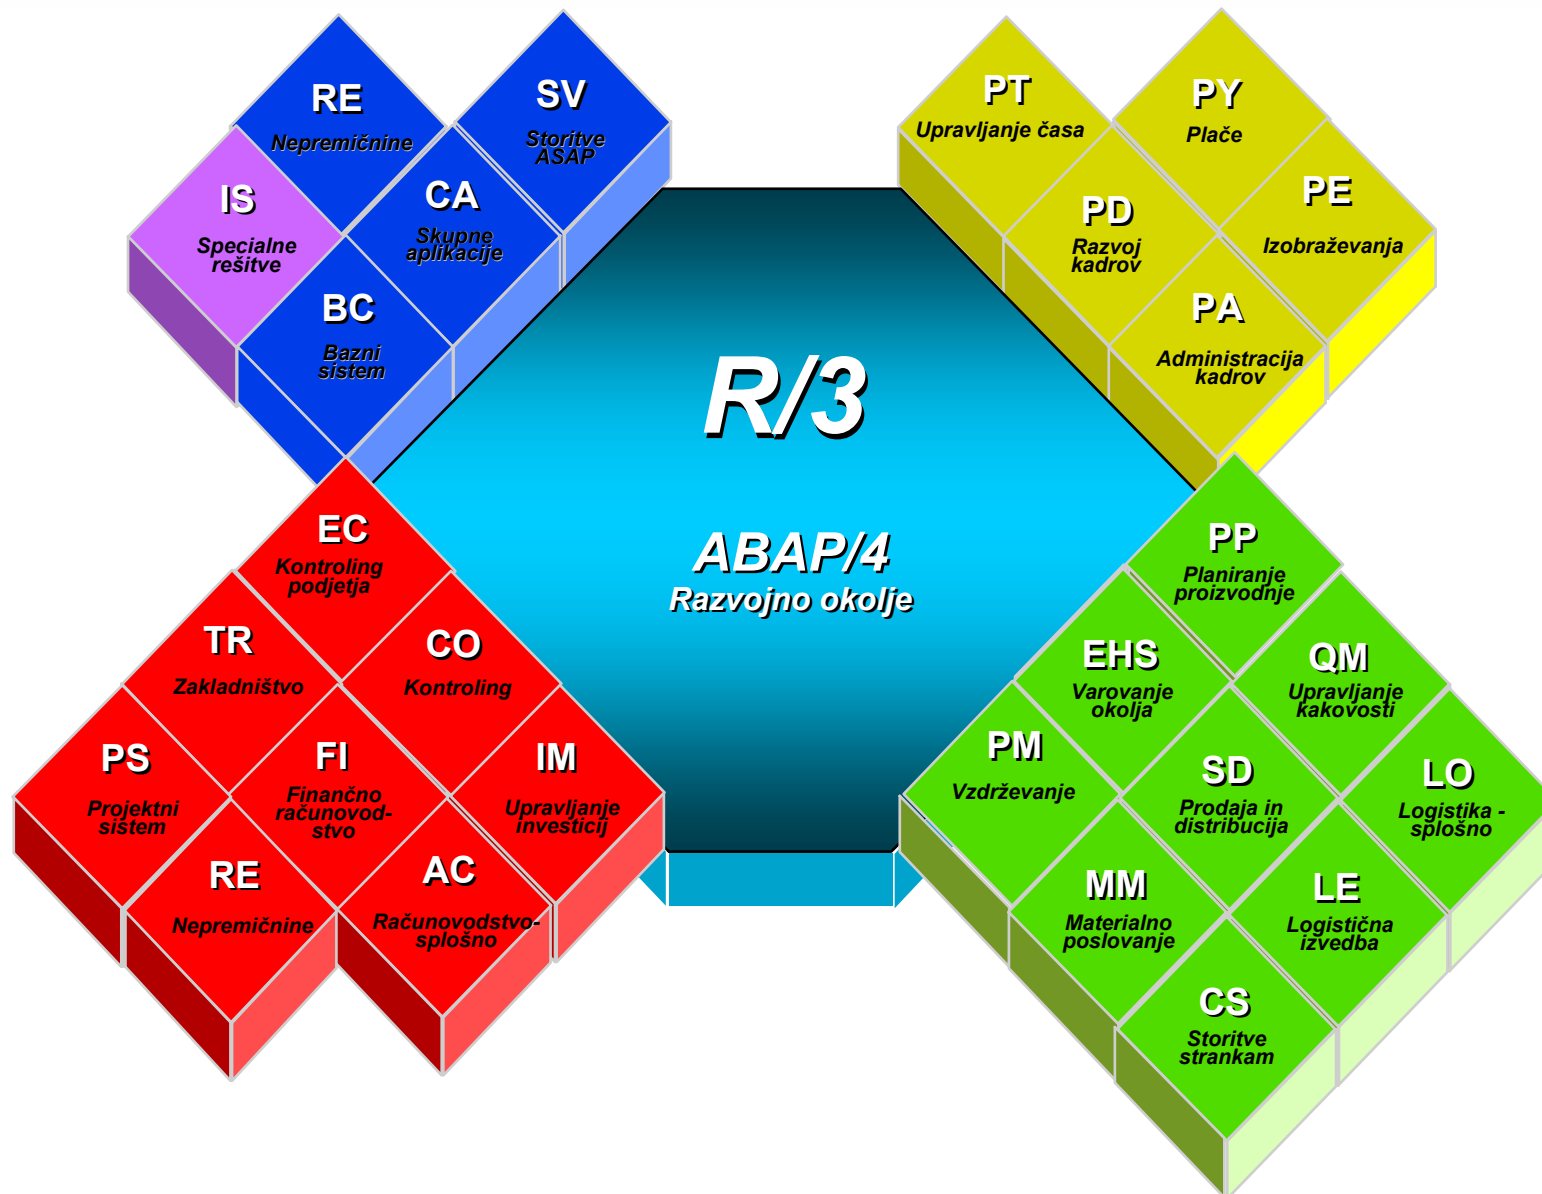 RE
Nepremičnine
SV
Storitve
ASAP
IS
Specialne
rešitve
CA
Skupne
aplikacije
BC
Bazni
sistem
PT
Upravljanje časa
PY
Plače
PD
Razvoj
kadrov
PE
Izobraževanja
PA
Administracija
kadrov
R/3
ABAP/4
Razvojno okolje
EC
Kontroling
podjetja
TR
Zakladništvo
CO
Kontroling
PS
Projektni
sistem
FI
Finančno
računovod-
stvo
IM
Upravljanje
investicij
RE
Nepremičnine
AC
Računovodstvo-
splošno
PP
Planiranje
proizvodnje
EHS
Varovanje
okolja
QM
Upravljanje
kakovosti
PM
Vzdrževanje
SD
Prodaja in
distribucija
LO
Logistika -
splošno
MM
Materialno
poslovanje
LE
Logistična
izvedba
CS
Storitve
strankam